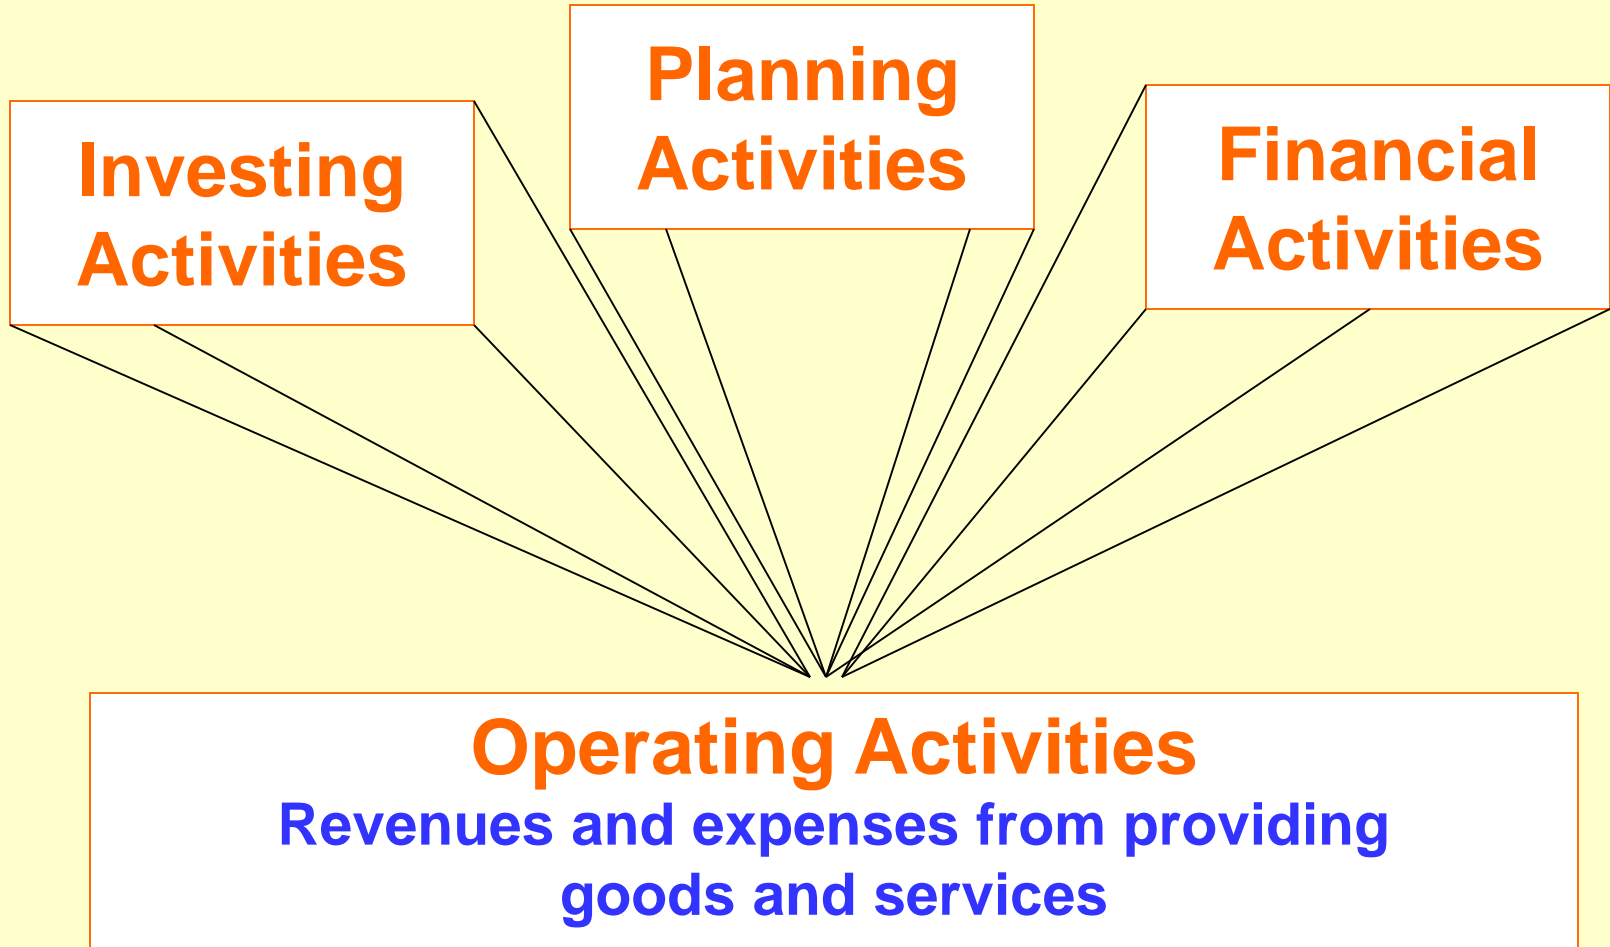 Planning
Activities
Investing
Activities
Financial
Activities
Operating Activities
Revenues and expenses from providing
goods and services